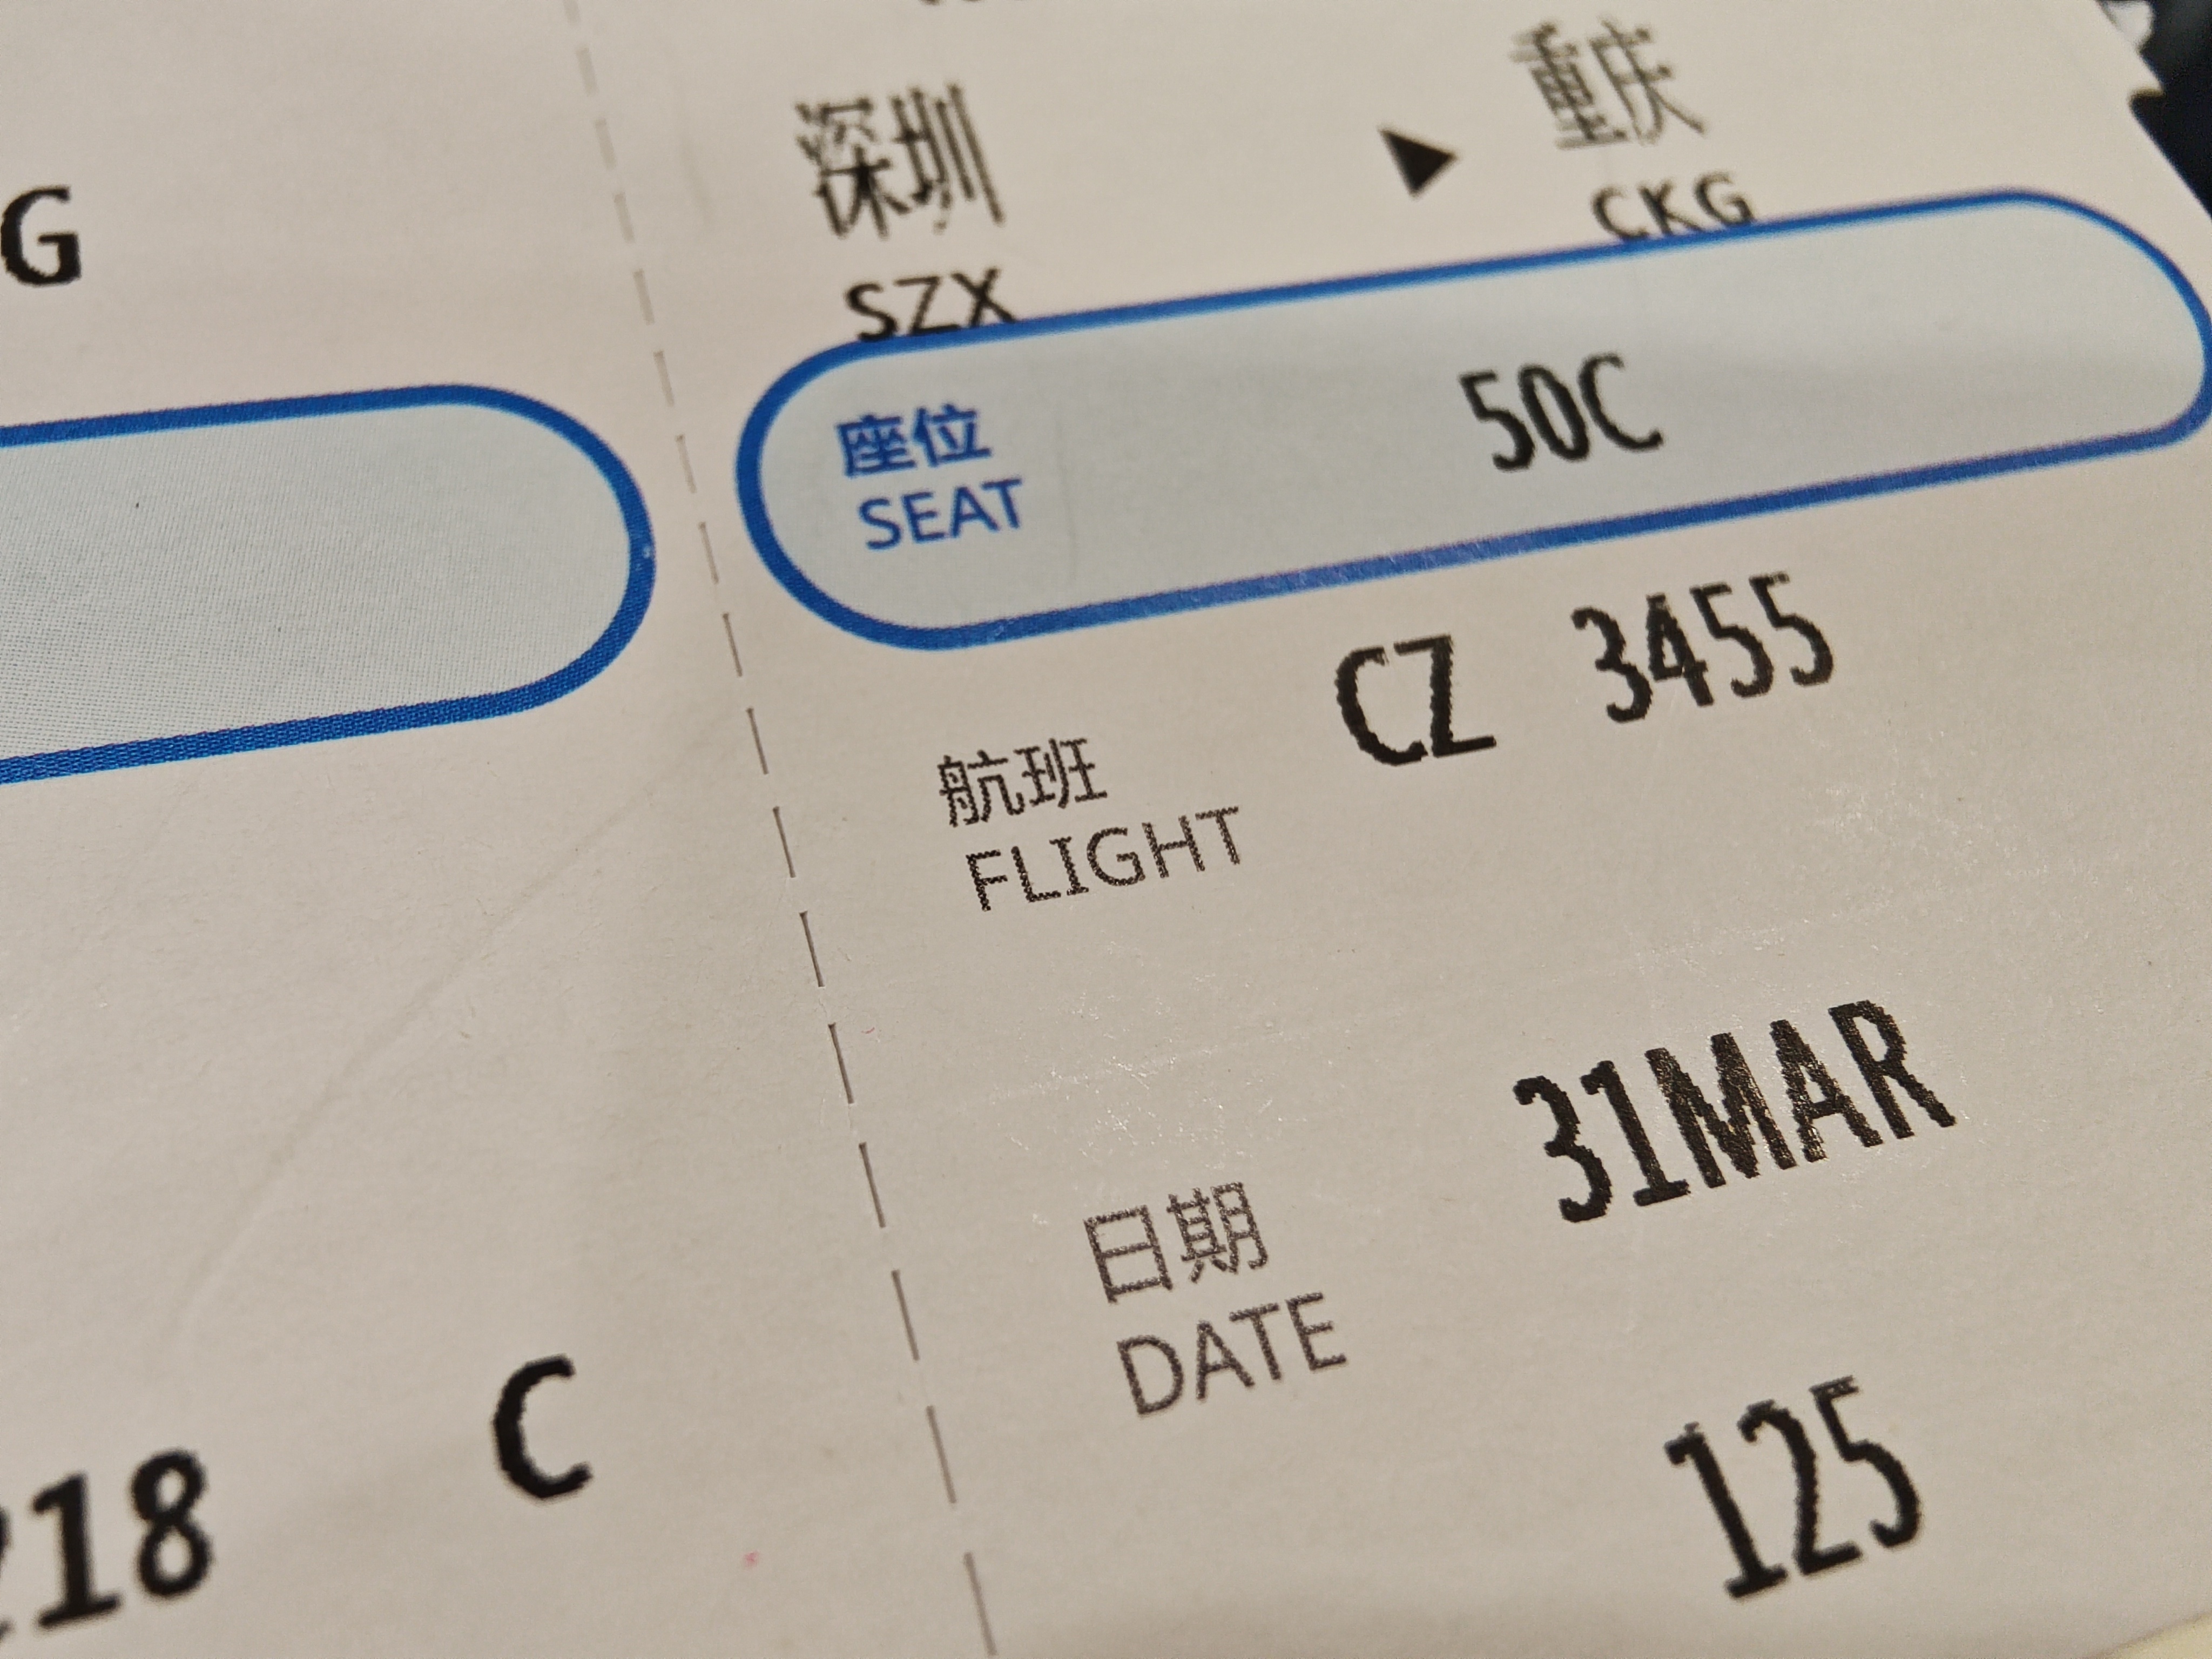 G
18
C
深圳 ▶ 重庆
SZX CKG
座位 50C
SEAT
CZ 3455
航班
FLIGHT
31MAR
日期
DATE
125